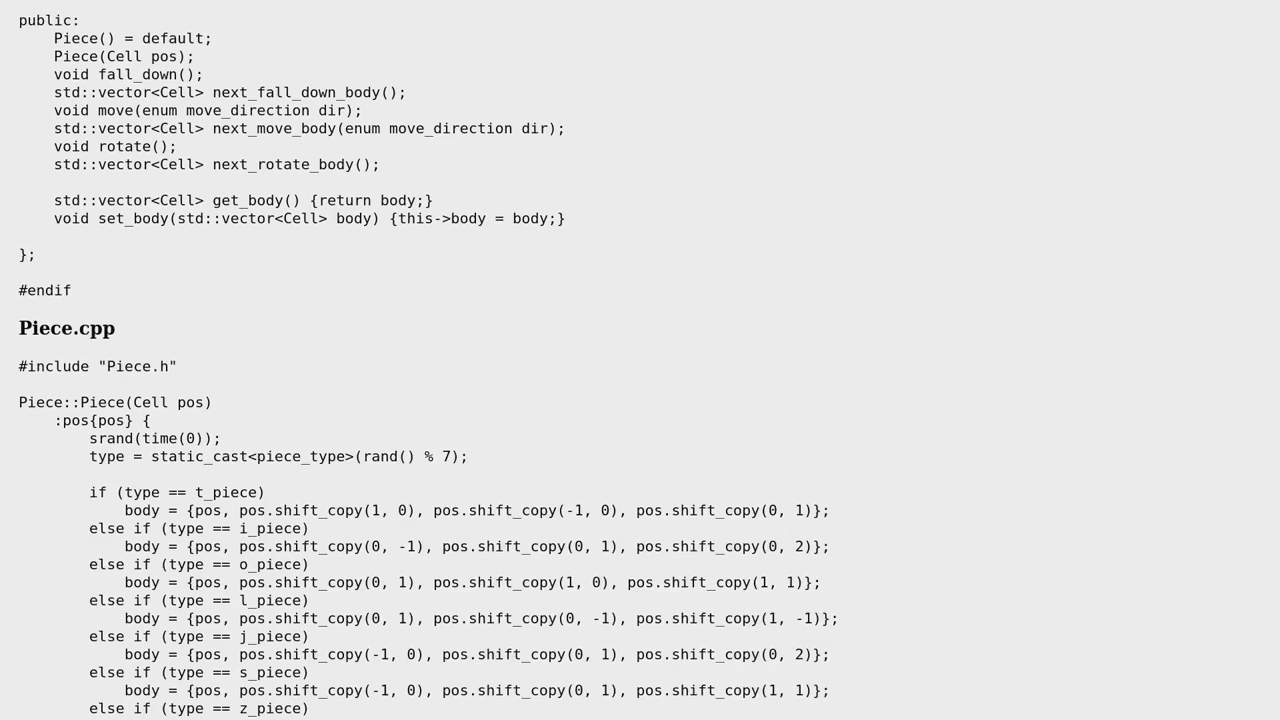 public:
    Piece() = default;
    Piece(Cell pos);
    void fall_down();
    std::vector<Cell> next_fall_down_body();
    void move(enum move_direction dir);
    std::vector<Cell> next_move_body(enum move_direction dir);
    void rotate();
    std::vector<Cell> next_rotate_body();

    std::vector<Cell> get_body() {return body;}
    void set_body(std::vector<Cell> body) {this->body = body;}

};

#endif

Piece.cpp

#include "Piece.h"

Piece::Piece(Cell pos)
    :pos{pos} {
        srand(time(0));
        type = static_cast<piece_type>(rand() % 7);

        if (type == t_piece)
            body = {pos, pos.shift_copy(1, 0), pos.shift_copy(-1, 0), pos.shift_copy(0, 1)};
        else if (type == i_piece)
            body = {pos, pos.shift_copy(0, -1), pos.shift_copy(0, 1), pos.shift_copy(0, 2)};
        else if (type == o_piece)
            body = {pos, pos.shift_copy(0, 1), pos.shift_copy(1, 0), pos.shift_copy(1, 1)};
        else if (type == l_piece)
            body = {pos, pos.shift_copy(0, 1), pos.shift_copy(0, -1), pos.shift_copy(1, -1)};
        else if (type == j_piece)
            body = {pos, pos.shift_copy(-1, 0), pos.shift_copy(0, 1), pos.shift_copy(0, 2)};
        else if (type == s_piece)
            body = {pos, pos.shift_copy(-1, 0), pos.shift_copy(0, 1), pos.shift_copy(1, 1)};
        else if (type == z_piece)